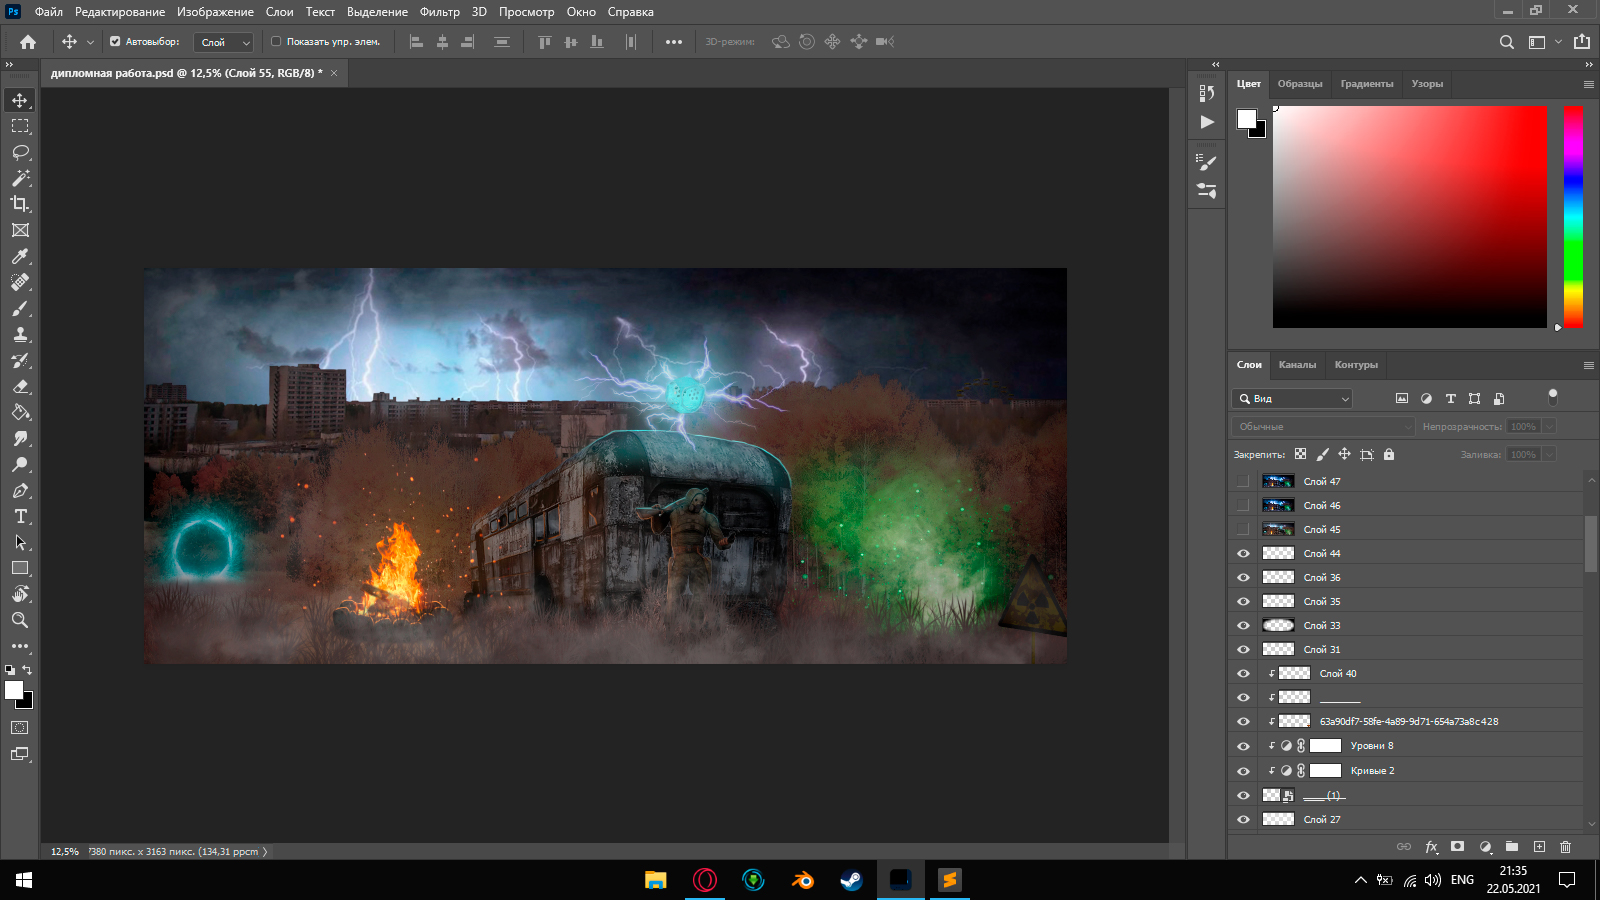 Ps Файл Редактирование Изображение Слои Текст Выделение Фильтр 3D Просмотр Окно Справка
Автовыбор: Слой Показать упр. элем. 3D-режим:
дипломная работа.psd @ 12,5% (Слой 55, RGB/8) *
Цвет Образцы Градиенты Узоры
Слои Каналы Контуры
Вид
Обычные Непрозрачность: 100%
Закрепить: Заливка: 100%
Слой 47
Слой 46
Слой 45
Слой 44
Слой 36
Слой 35
Слой 33
Слой 31
Слой 40
________
63a90df7-58fe-4a89-9d71-654a73a8c428
Уровни 8
Кривые 2
____ (1)_
Слой 27
12,5% 7380 пикс. x 3163 пикс. (134,31 ppcm)
ENG
21:35
22.05.2021